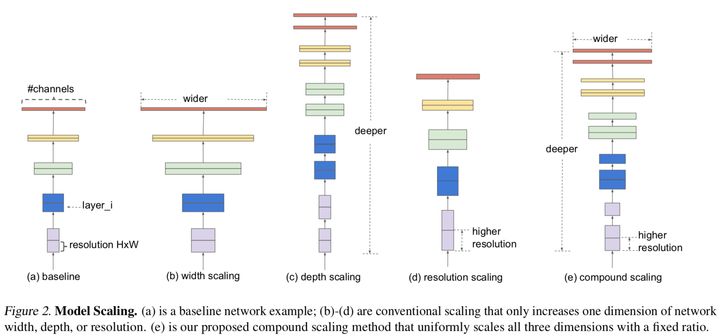 #channels
wider
wider
deeper
deeper
layer_i
higher
resolution
higher
resolution
resolution HxW
(a) baseline
(b) width scaling
(c) depth scaling
(d) resolution scaling
(e) compound scaling
Figure 2. Model Scaling. (a) is a baseline network example; (b)-(d) are conventional scaling that only increases one dimension of network
width, depth, or resolution. (e) is our proposed compound scaling method that uniformly scales all three dimensions with a fixed ratio.